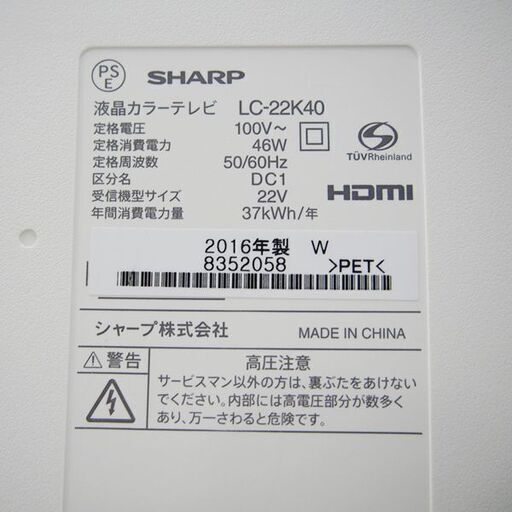 PS
E
SHARP
液晶カラーテレビ LC-22K40
定格電圧 100V～
定格消費電力 46W
定格周波数 50/60Hz
区分名 DC1
受信機型サイズ 22V
年間消費電力量 37kWh/年
TÜVRheinland
HDMI
2016年製 W
8352058 >PET<
シャープ株式会社 MADE IN CHINA
警告 高圧注意
サービスマン以外の方は、裏ぶたをあけない
でください。内部には高電圧部分が数多く
あり、万一さわると危険です。